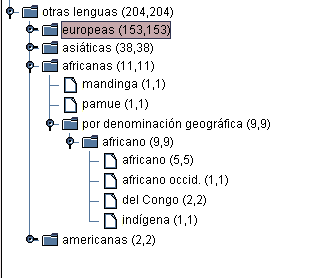 otras lenguas (204,204)
europeas (153,153)
asiáticas (38,38)
africanas (11,11)
mandinga (1,1)
pamue (1,1)
por denominación geográfica (9,9)
africano (9,9)
africano (5,5)
africano occid. (1,1)
del Congo (2,2)
indígena (1,1)
americanas (2,2)